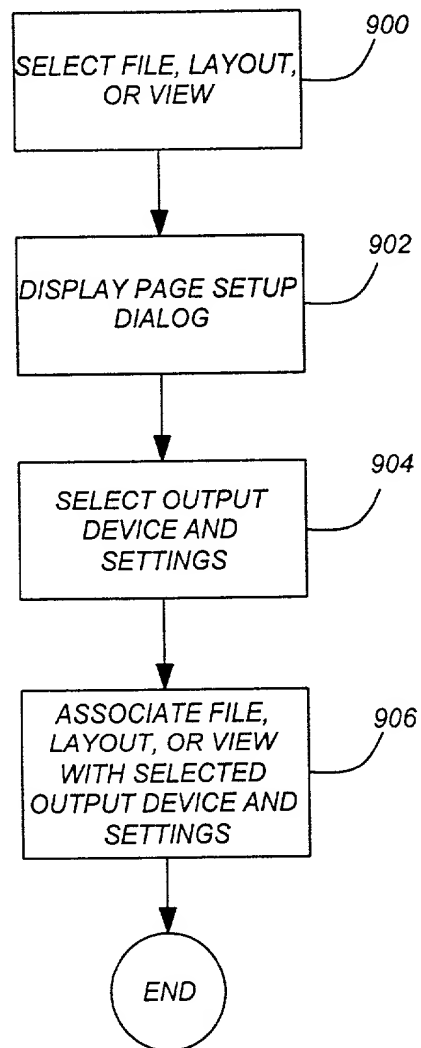 900
SELECT FILE, LAYOUT,
OR VIEW
902
DISPLAY PAGE SETUP
DIALOG
904
SELECT OUTPUT
DEVICE AND
SETTINGS
906
ASSOCIATE FILE,
LAYOUT, OR VIEW
WITH SELECTED
OUTPUT DEVICE AND
SETTINGS
END